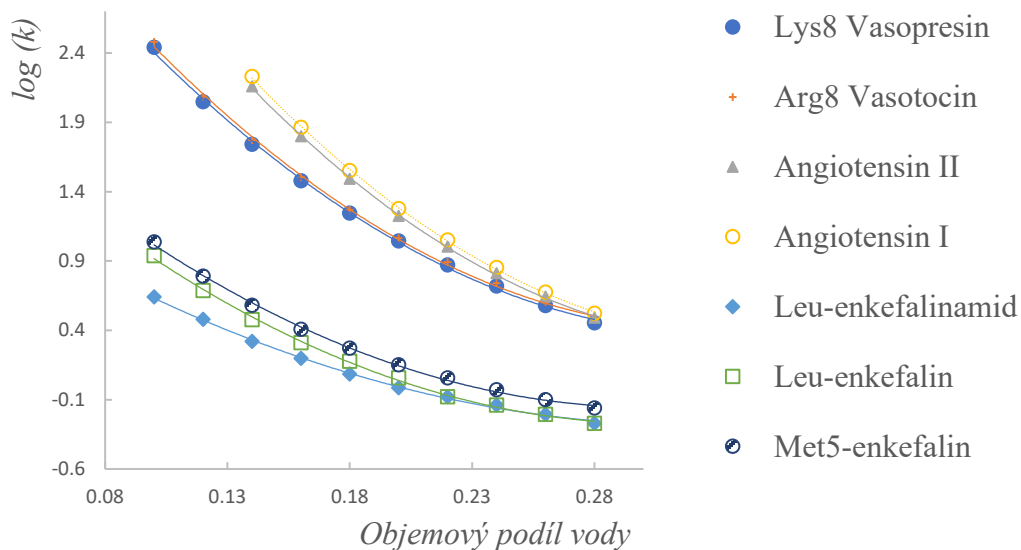 log (k)
2.4
1.9
1.4
0.9
0.4
-0.1
-0.6
0.08
0.13
0.18
0.23
0.28
Objemový podíl vody
Lys8 Vasopresin
Arg8 Vasotocin
Angiotensin II
Angiotensin I
Leu-enkefalinamid
Leu-enkefalin
Met5-enkefalin